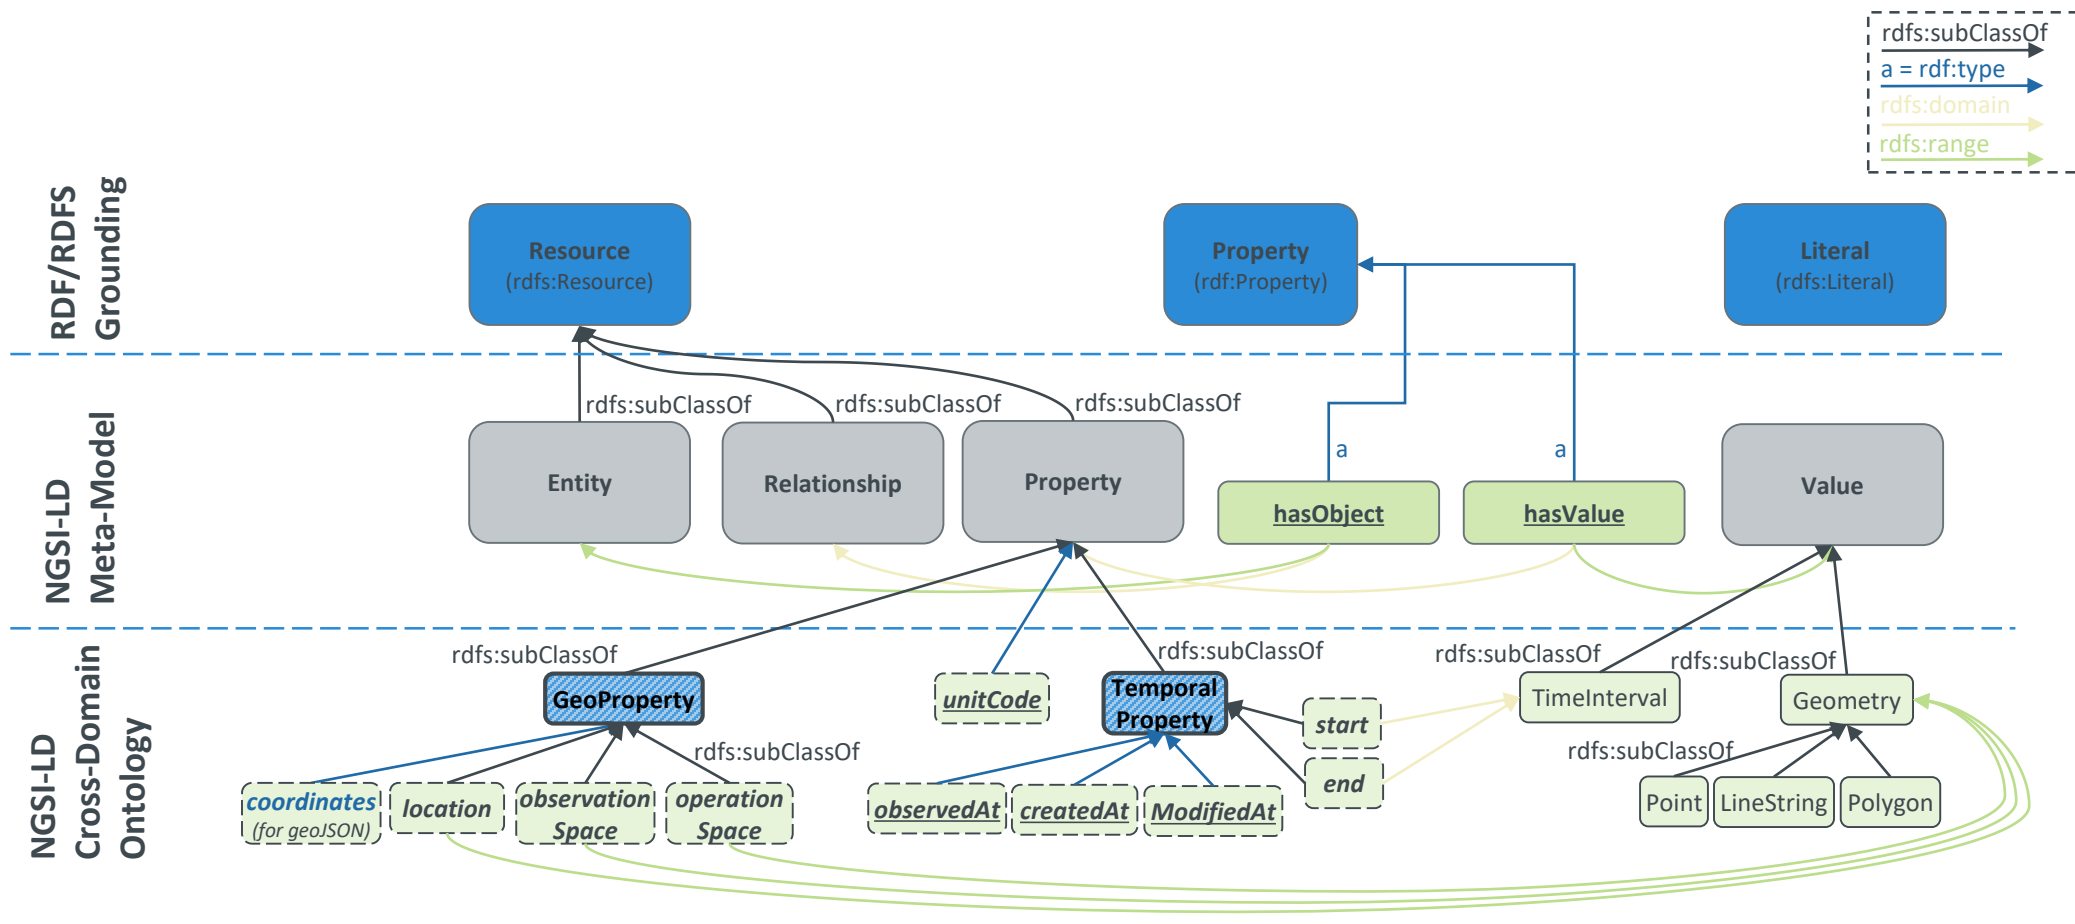 rdfs:subClassOf
a = rdf:type
rdfs:domain
rdfs:range
RDF/RDFS
Grounding
Resource
(rdfs:Resource)
Property
(rdf:Property)
Literal
(rdfs:Literal)
NGSI-LD
Meta-Model
rdfs:subClassOf
rdfs:subClassOf
rdfs:subClassOf
a
a
Entity
Relationship
Property
hasObject
hasValue
Value
NGSI-LD
Cross-Domain
Ontology
rdfs:subClassOf
rdfs:subClassOf
rdfs:subClassOf
rdfs:subClassOf
GeoProperty
unitCode
Temporal
Property
start
end
TimeInterval
Geometry
rdfs:subClassOf
rdfs:subClassOf
coordinates
(for geoJSON)
location
observation
Space
operation
Space
observedAt
createdAt
ModifiedAt
Point
LineString
Polygon